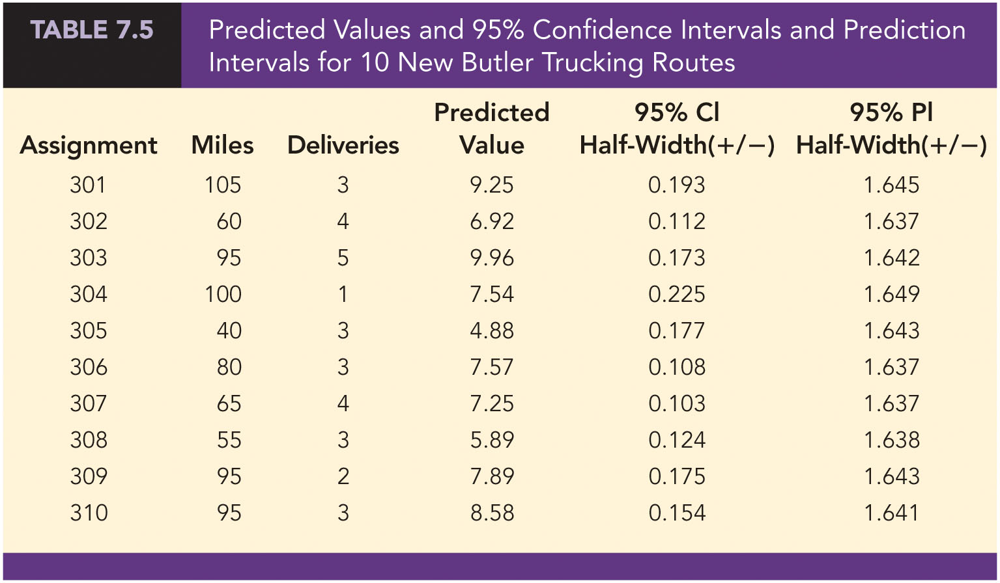 TABLE 7.5
Predicted Values and 95% Confidence Intervals and Prediction
Intervals for 10 New Butler Trucking Routes
Predicted 95% CI 95% PI
Assignment Miles Deliveries Value Half-Width(+/−) Half-Width(+/−)
301 105 3 9.25 0.193 1.645
302 60 4 6.92 0.112 1.637
303 95 5 9.96 0.173 1.642
304 100 1 7.54 0.225 1.649
305 40 3 4.88 0.177 1.643
306 80 3 7.57 0.108 1.637
307 65 4 7.25 0.103 1.637
308 55 3 5.89 0.124 1.638
309 95 2 7.89 0.175 1.643
310 95 3 8.58 0.154 1.641